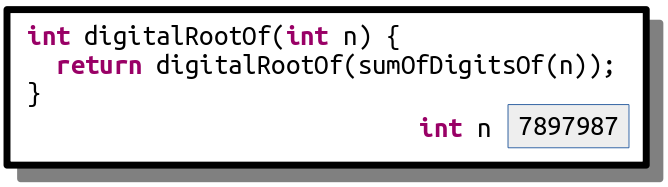 int digitalRootOf(int n) {
  return digitalRootOf(sumOfDigitsOf(n));
}
int n 7897987